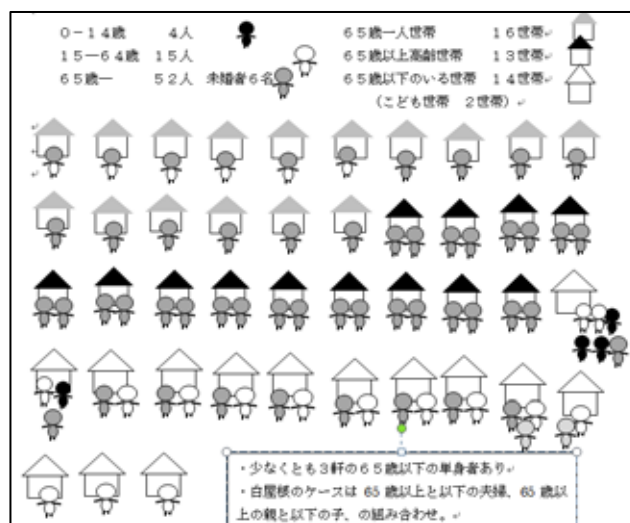 ０－１４歳　　４人
１５―６４歳　１５人
６５歳―　　　５２人　未婚者６名
６５歳一人世帯　　　　１６世帯
６５歳以上高齢世帯　　１３世帯
６５歳以下のいる世帯　１４世帯
（こども世帯　２世帯）
・少なくとも３軒の６５歳以下の単身者あり
・白屋根のケースは 65 歳以上と以下の夫婦、65 歳以
上の親と以下の子、の組み合わせ。